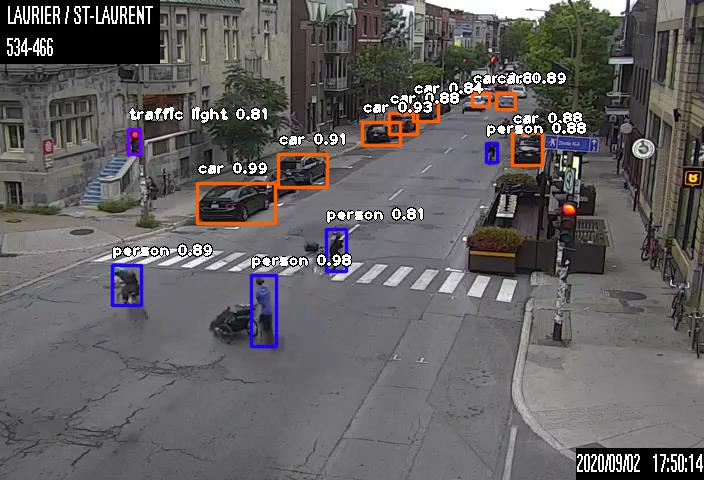 LAURIER / ST-LAURENT
534-466
car 0.89
car 0.84
car 0.88
car 0.93
traffic light 0.81
car 0.88
person 0.88
car 0.91
car 0.99
person 0.81
person 0.89
person 0.98
2020/09/02 17:50:14